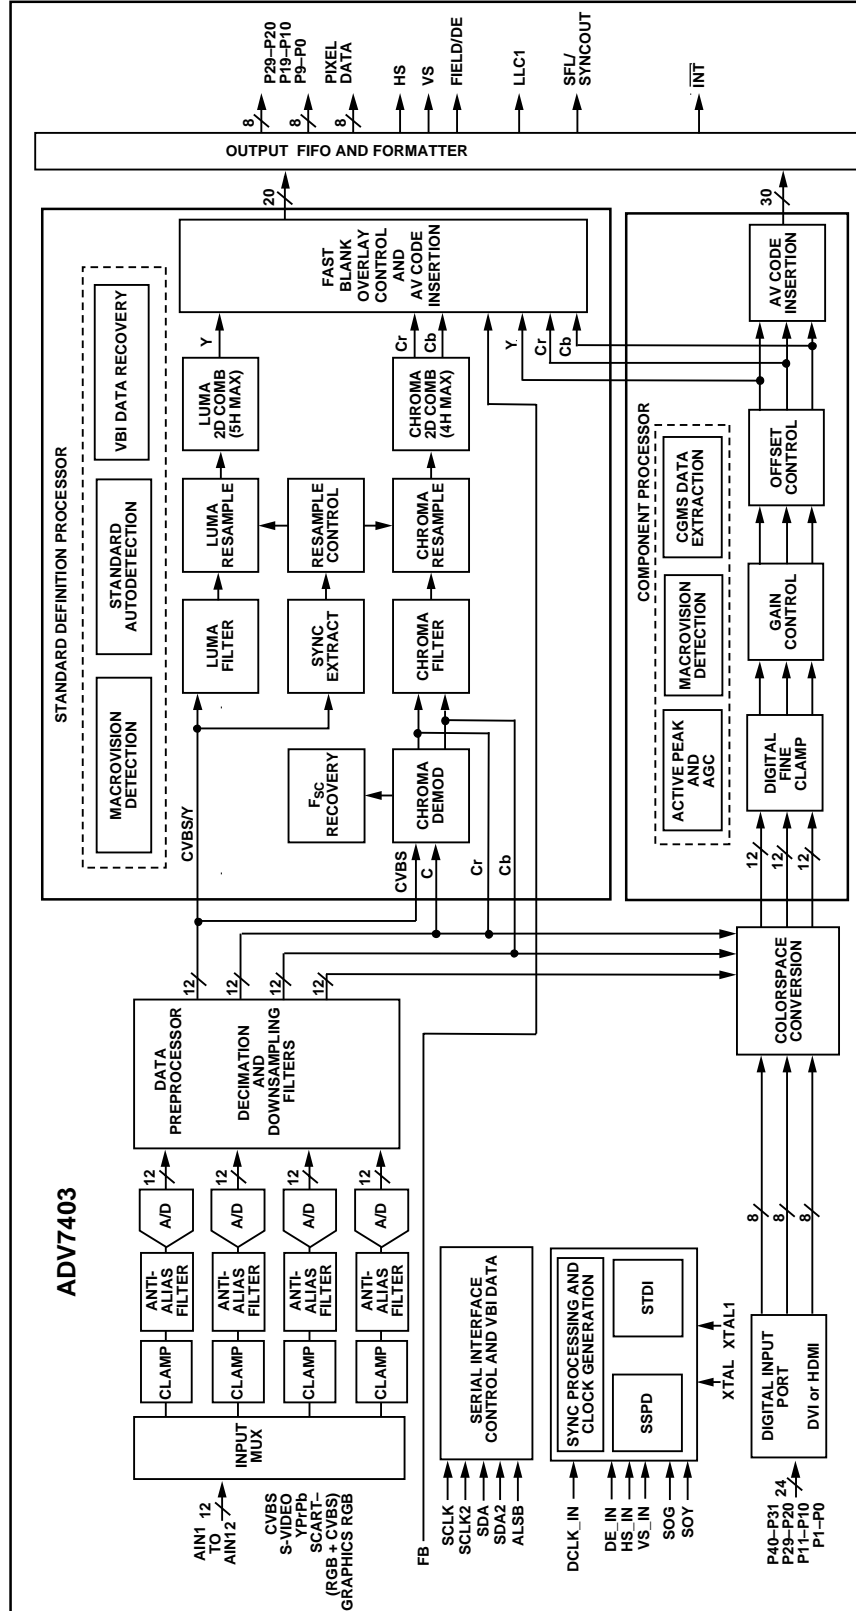 ADV7403
AIN1
TO
AIN12
12
CVBS
S-VIDEO
YPrPb
SCART–
(RGB + CVBS)
GRAPHICS RGB
INPUT
MUX
CLAMP
ANTI-
ALIAS
FILTER
A/D
12
CLAMP
ANTI-
ALIAS
FILTER
A/D
12
CLAMP
ANTI-
ALIAS
FILTER
A/D
12
CLAMP
ANTI-
ALIAS
FILTER
A/D
12
DATA
PREPROCESSOR
DECIMATION
AND
DOWNSAMPLING
FILTERS
12
12
12
12
FB
SCLK
SCLK2
SDA
SDA2
ALSB
SERIAL INTERFACE
CONTROL AND VBI DATA
DCLK_IN
DE_IN
HS_IN
VS_IN
SOG
SOY
SYNC PROCESSING AND
CLOCK GENERATION
SSPD
STDI
XTAL
XTAL1
P40–P31
P29–P20
P11–P10
P1–P0
24
DIGITAL INPUT
PORT
DVI or HDMI
8
8
8
COLORSPACE
CONVERSION
12
12
12
STANDARD DEFINITION PROCESSOR
MACROVISION
DETECTION
STANDARD
AUTODETECTION
VBI DATA RECOVERY
CVBS/Y
LUMA
FILTER
LUMA
RESAMPLE
LUMA
2D COMB
(5H MAX)
Y
FSC
RECOVERY
SYNC
EXTRACT
RESAMPLE
CONTROL
CVBS
C
CHROMA
DEMOD
CHROMA
FILTER
CHROMA
RESAMPLE
CHROMA
2D COMB
(4H MAX)
Cr
Cb
Cr
Cb
Y
Cr
Cb
FAST
BLANK
OVERLAY
CONTROL
AND
AV CODE
INSERTION
20
COMPONENT PROCESSOR
ACTIVE PEAK
AND
AGC
MACROVISION
DETECTION
CGMS DATA
EXTRACTION
DIGITAL
FINE
CLAMP
GAIN
CONTROL
OFFSET
CONTROL
AV CODE
INSERTION
30
OUTPUT FIFO AND FORMATTER
8
8
8
P29–P20
P19–P10
P9–P0
PIXEL
DATA
HS
VS
FIELD/DE
LLC1
SFL/
SYNCOUT
INT